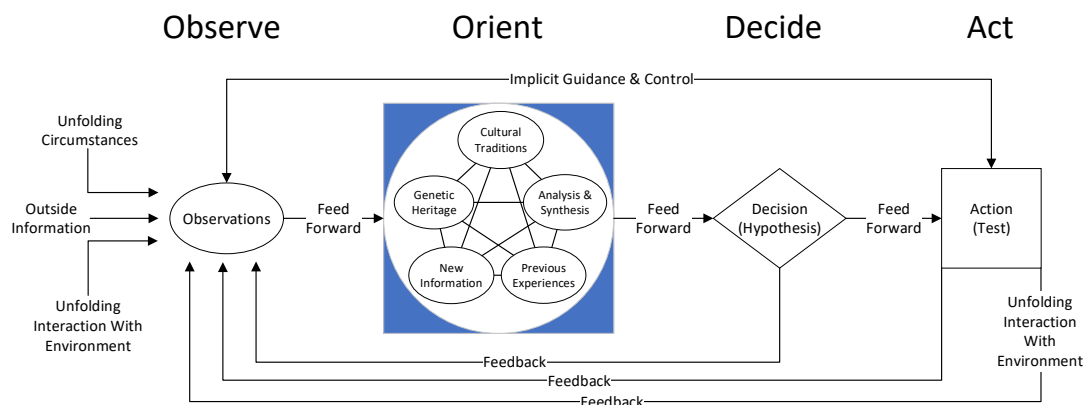 Observe
Orient
Decide
Act
Implicit Guidance & Control
Unfolding
Circumstances
Outside
Information
Unfolding
Interaction With
Environment
Observations
Feed
Forward
Cultural
Traditions
Genetic
Heritage
Analysis &
Synthesis
New
Information
Previous
Experiences
Feed
Forward
Decision
(Hypothesis)
Feed
Forward
Action
(Test)
Unfolding
Interaction
With
Environment
Feedback
Feedback
Feedback